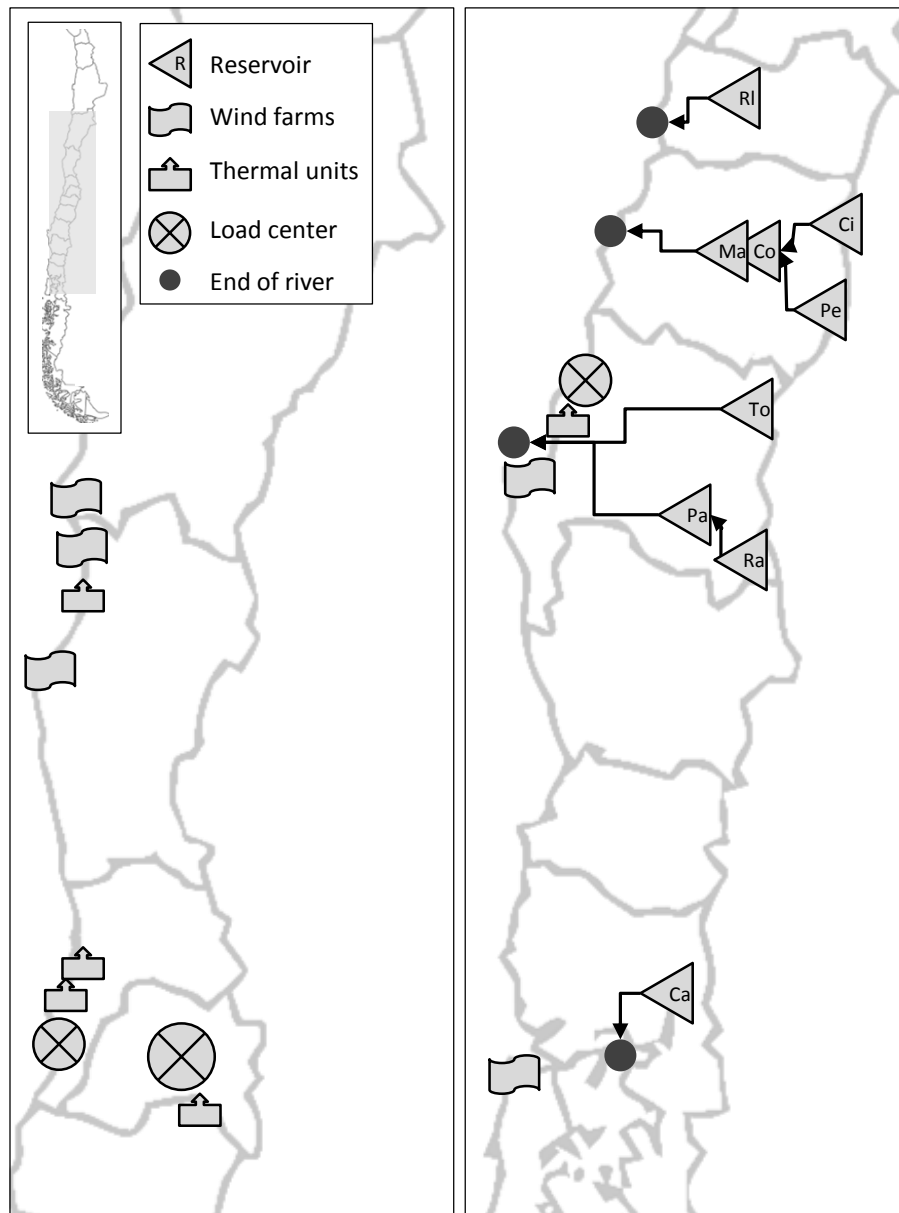 R
Reservoir
Wind farms
Thermal units
Load center
End of river
Rl
Ci
Ma
Co
Pe
To
Pa
Ra
Ca